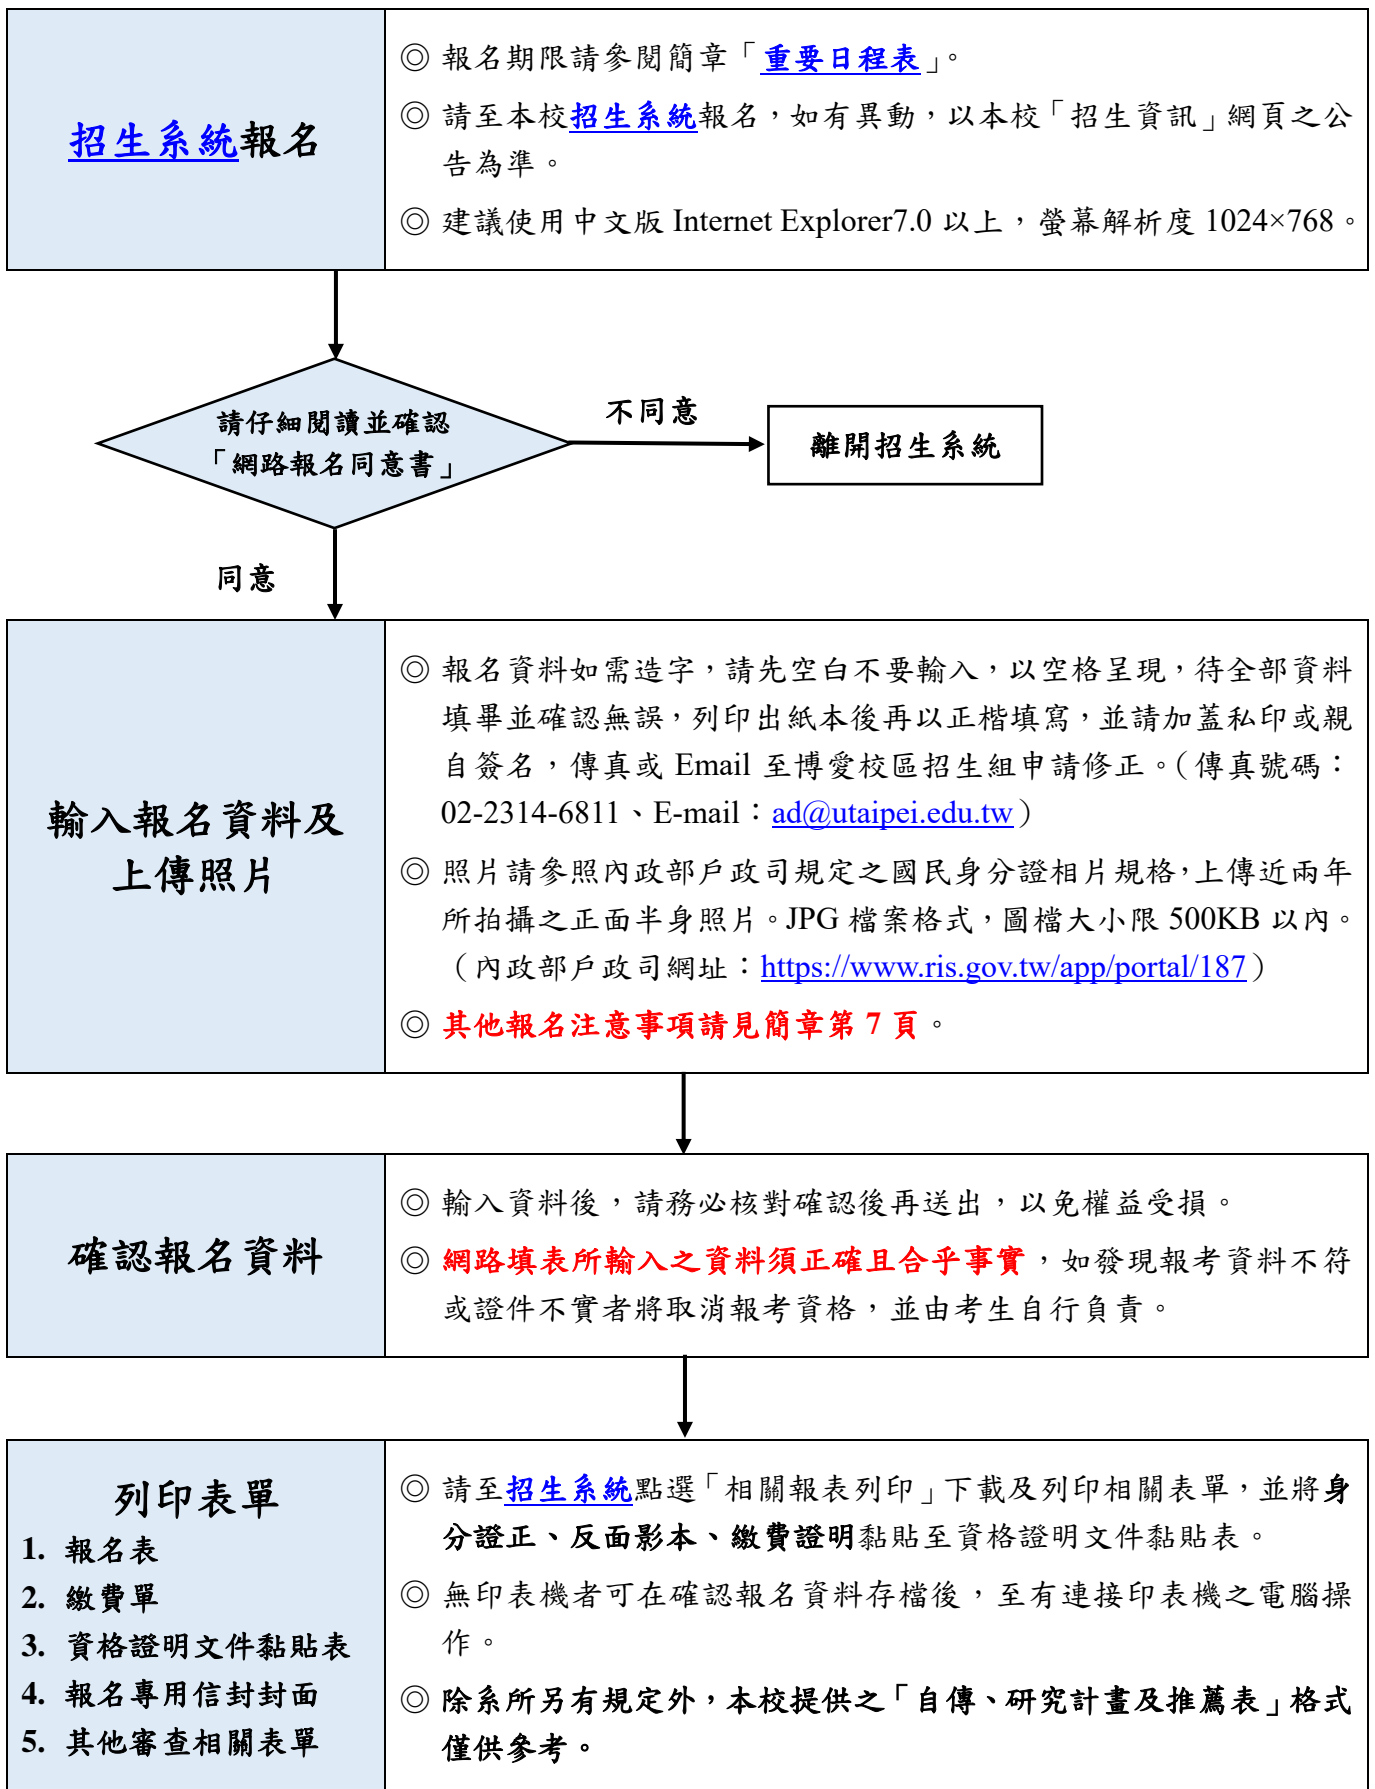 招生系統報名
◎ 報名期限請參閱簡章「重要日程表」。
◎ 請至本校招生系統報名，如有異動，以本校「招生資訊」網頁之公
告為準。
◎ 建議使用中文版 Internet Explorer7.0 以上，螢幕解析度 1024×768。
請仔細閱讀並確認
「網路報名同意書」
不同意
離開招生系統
同意
輸入報名資料及
上傳照片
◎ 報名資料如需造字，請先空白不要輸入，以空格呈現，待全部資料
填畢並確認無誤，列印出紙本後再以正楷填寫，並請加蓋私印或親
自簽名，傳真或 Email 至博愛校區招生組申請修正。（傳真號碼：
02-2314-6811、E-mail：ad@utaipei.edu.tw）
◎ 照片請參照內政部戶政司規定之國民身分證相片規格，上傳近兩年
所拍攝之正面半身照片。JPG 檔案格式，圖檔大小限 500KB 以內。
（內政部戶政司網址：https://www.ris.gov.tw/app/portal/187）
◎ 其他報名注意事項請見簡章第 7 頁。
確認報名資料
◎ 輸入資料後，請務必核對確認後再送出，以免權益受損。
◎ 網路填表所輸入之資料須正確且合乎事實，如發現報考資料不符
或證件不實者將取消報考資格，並由考生自行負責。
列印表單
1. 報名表
2. 繳費單
3. 資格證明文件黏貼表
4. 報名專用信封封面
5. 其他審查相關表單
◎ 請至招生系統點選「相關報表列印」下載及列印相關表單，並將身
分證正、反面影本、繳費證明黏貼至資格證明文件黏貼表。
◎ 無印表機者可在確認報名資料存檔後，至有連接印表機之電腦操
作。
◎ 除系所另有規定外，本校提供之「自傳、研究計畫及推薦表」格式
僅供參考。